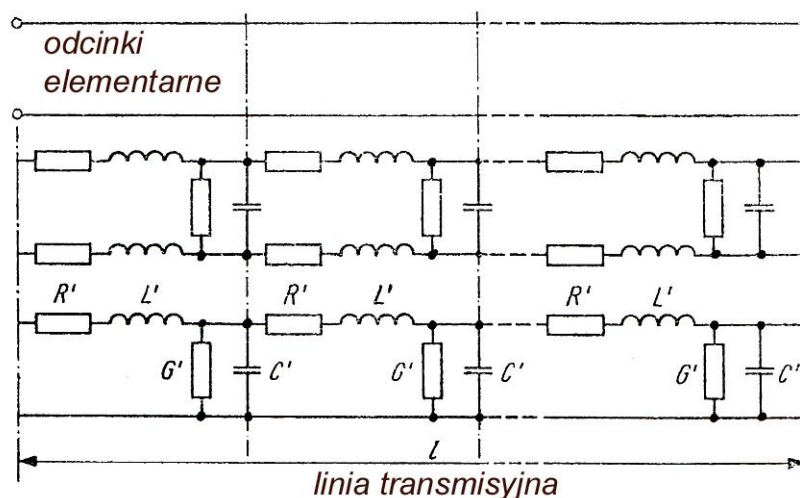 odcinki
elementarne
R' L' L' R' L'
G' C' G' C' G' C'
l
linia transmisyjna